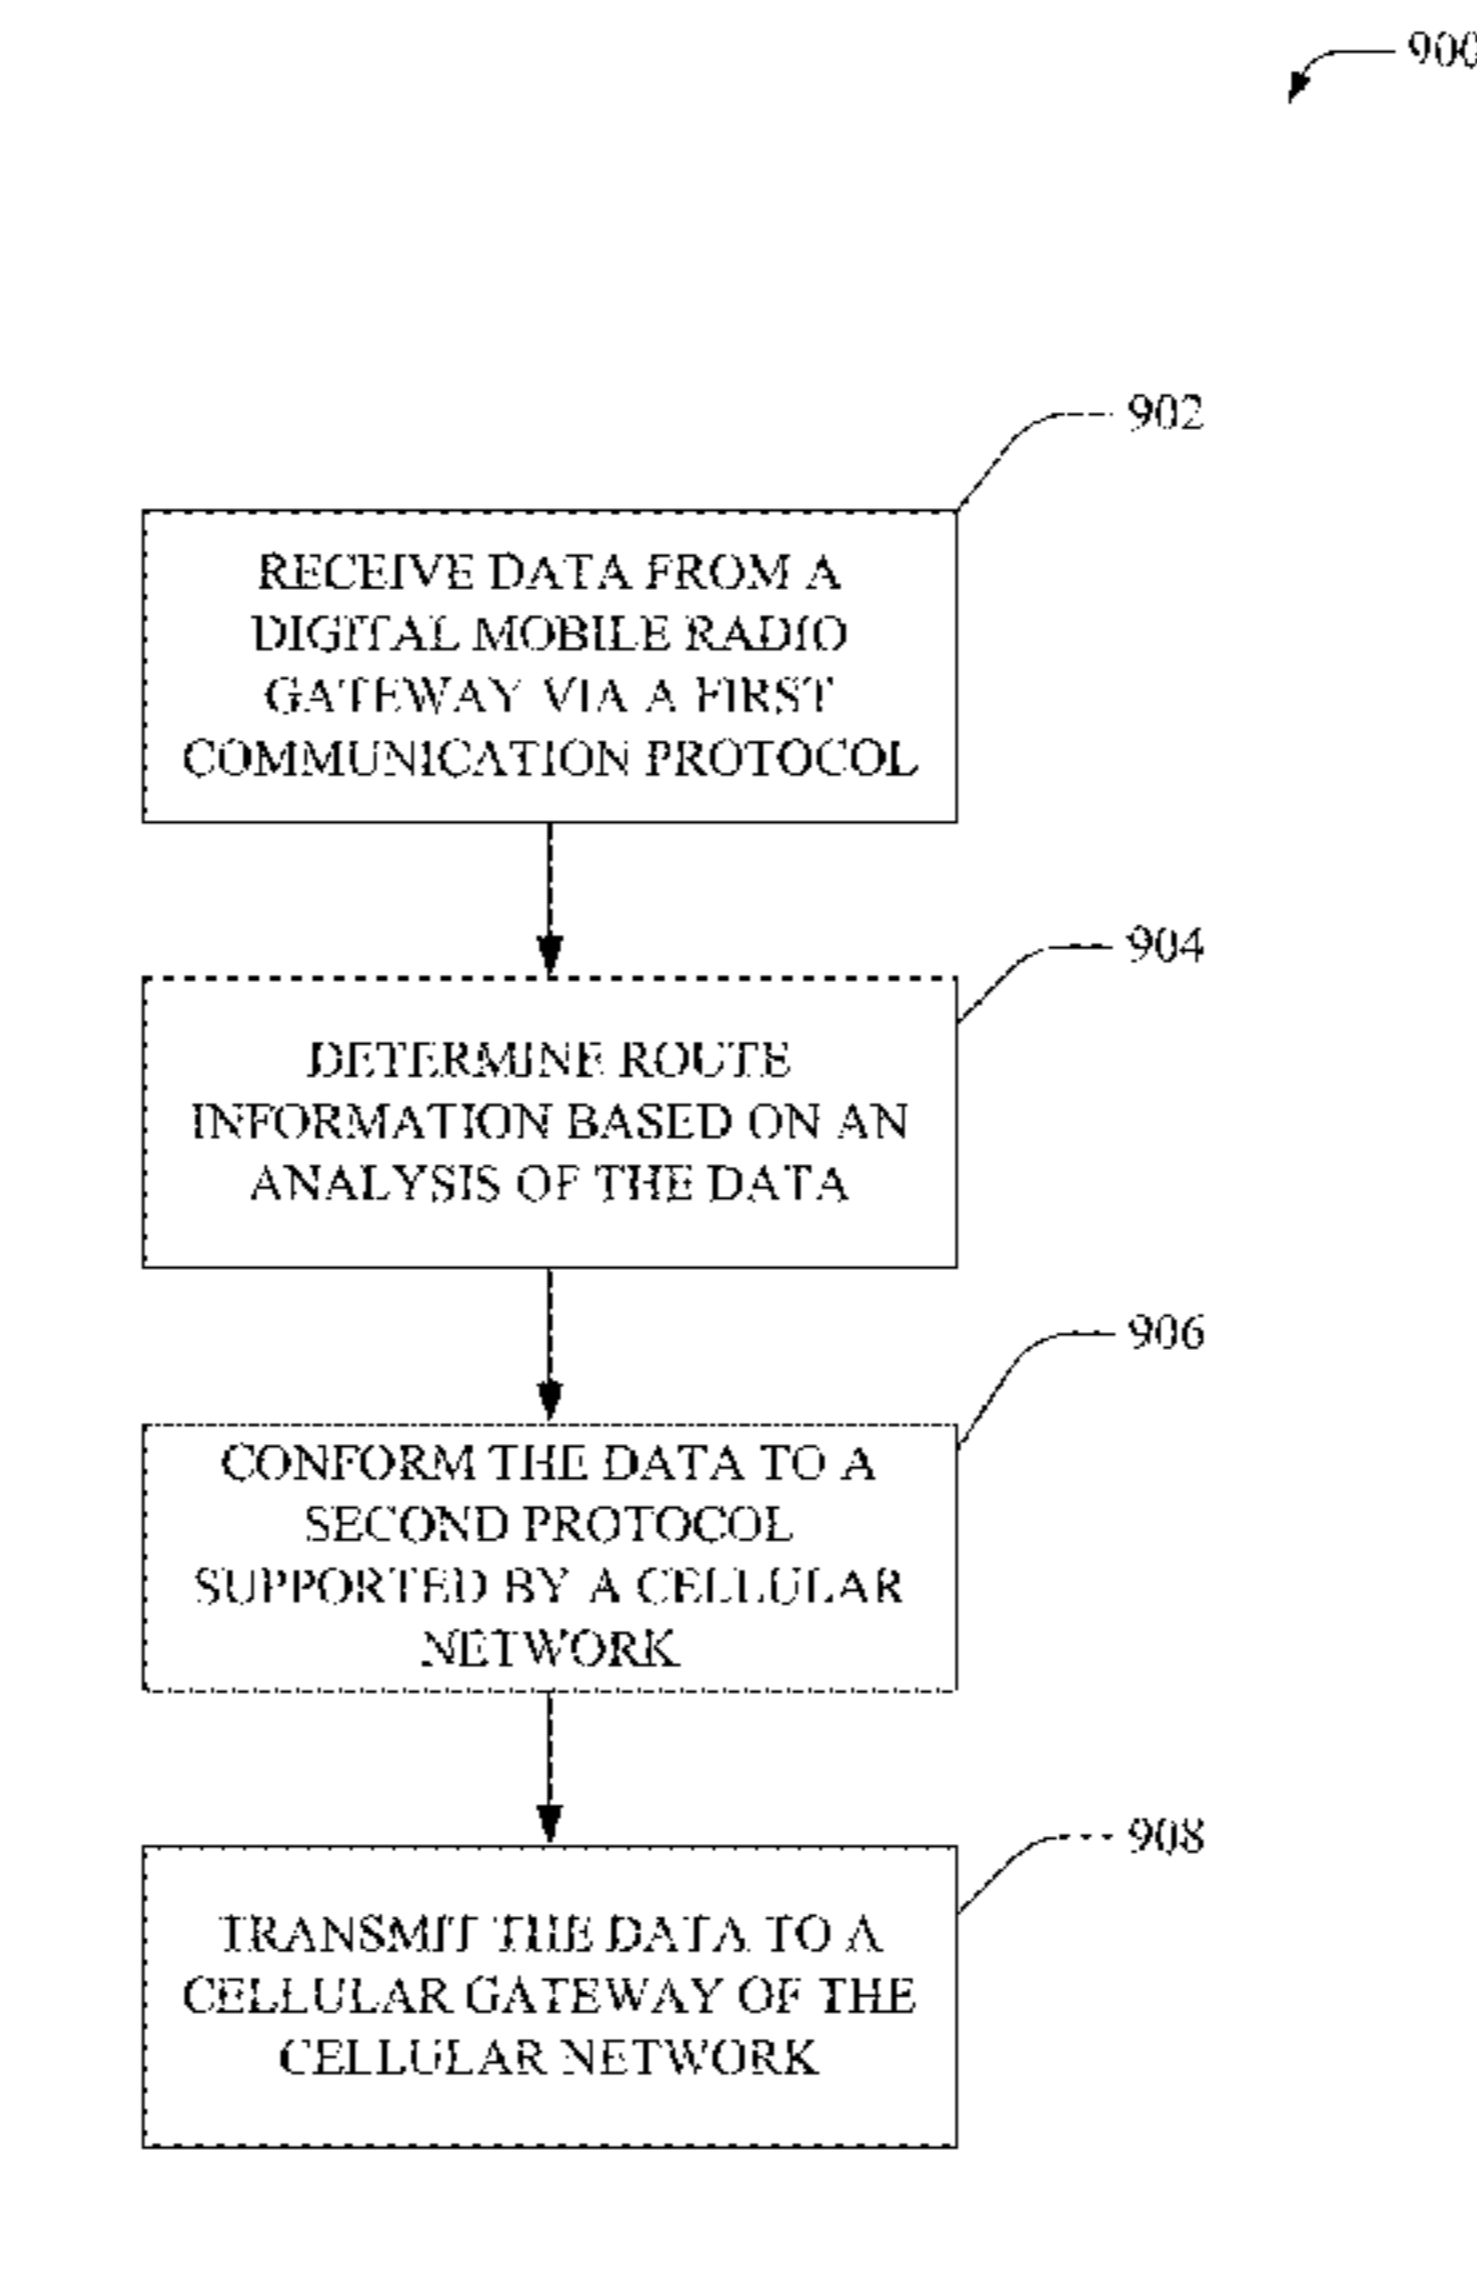 900
902
RECEIVE DATA FROM A
DIGITAL MOBILE RADIO
GATEWAY VIA A FIRST
COMMUNICATION PROTOCOL
904
DETERMINE ROUTE
INFORMATION BASED ON AN
ANALYSIS OF THE DATA
906
CONFORM THE DATA TO A
SECOND PROTOCOL
SUPPORTED BY A CELLULAR
NETWORK
908
TRANSMIT THE DATA TO A
CELLULAR GATEWAY OF THE
CELLULAR NETWORK